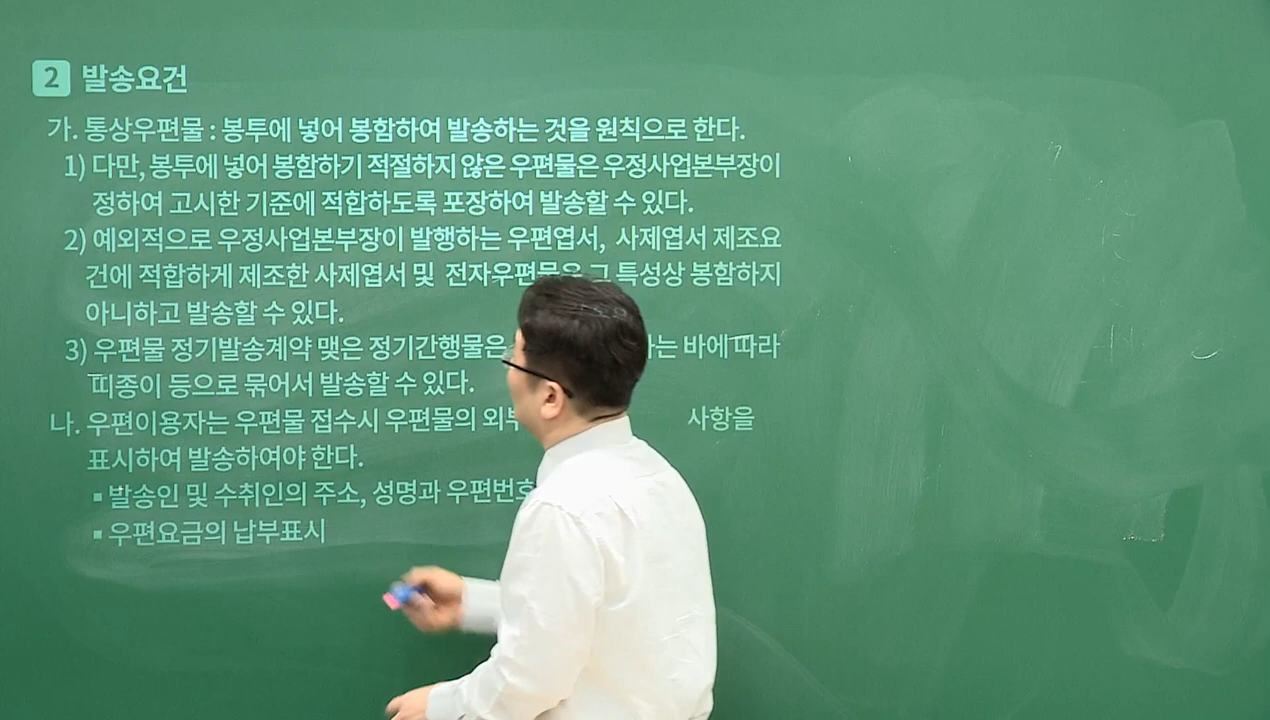 2 발송요건
가. 통상우편물 : 봉투에 넣어 봉함하여 발송하는 것을 원칙으로 한다.
1) 다만, 봉투에 넣어 봉함하기 적절하지 않은 우편물은 우정사업본부장이
정하여 고시한 기준에 적합하도록 포장하여 발송할 수 있다.
2) 예외적으로 우정사업본부장이 발행하는 우편엽서, 사제엽서 제조요
건에 적합하게 제조한 사제엽서 및 전자우편물은 그 특성상 봉함하지
아니하고 발송할 수 있다.
3) 우편물 정기발송계약 맺은 정기간행물은 바에 따라
띠종이 등으로 묶어서 발송할 수 있다.
나. 우편이용자는 우편물 접수시 우편물의 사항을
표시하여 발송하여야 한다.
▪ 발송인 및 수취인의 주소, 성명과 우편번호
▪ 우편요금의 납부표시